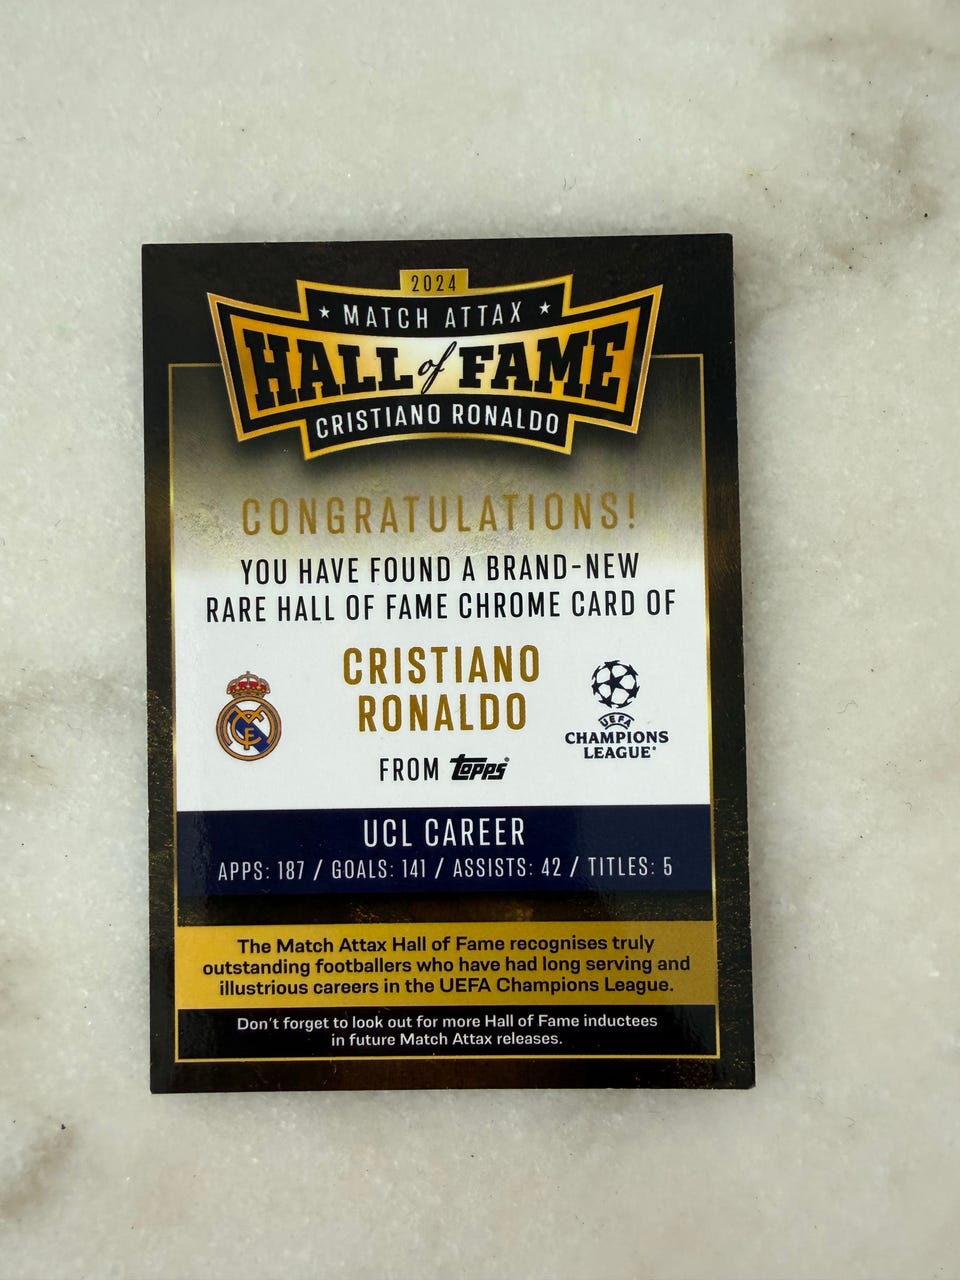 2024
★ MATCH ATTAX ★
HALL of FAME
CRISTIANO RONALDO
CONGRATULATIONS!
YOU HAVE FOUND A BRAND-NEW
RARE HALL OF FAME CHROME CARD OF
CRISTIANO
RONALDO
FROM Topps®
UEFA
CHAMPIONS
LEAGUE®
UCL CAREER
APPS: 187 / GOALS: 141 / ASSISTS: 42 / TITLES: 5
The Match Attax Hall of Fame recognises truly
outstanding footballers who have had long serving and
illustrious careers in the UEFA Champions League.
Don't forget to look out for more Hall of Fame inductees
in future Match Attax releases.